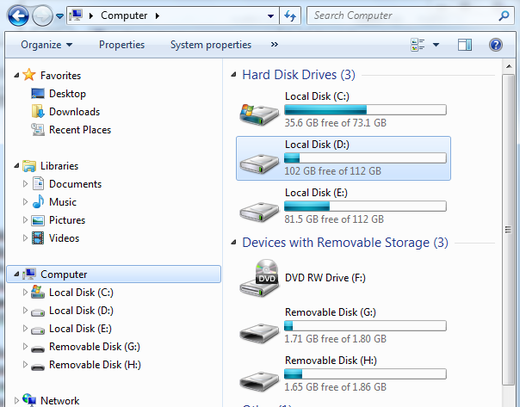 Computer
Search Computer
Organize
Properties
System properties
»
Favorites
Desktop
Downloads
Recent Places
Libraries
Documents
Music
Pictures
Videos
Computer
Local Disk (C:)
Local Disk (D:)
Local Disk (E:)
Removable Disk (G:)
Removable Disk (H:)
Network
Hard Disk Drives (3)
Local Disk (C:)
35.6 GB free of 73.1 GB
Local Disk (D:)
102 GB free of 112 GB
Local Disk (E:)
81.5 GB free of 112 GB
Devices with Removable Storage (3)
DVD
DVD RW Drive (F:)
Removable Disk (G:)
1.71 GB free of 1.80 GB
Removable Disk (H:)
1.65 GB free of 1.86 GB